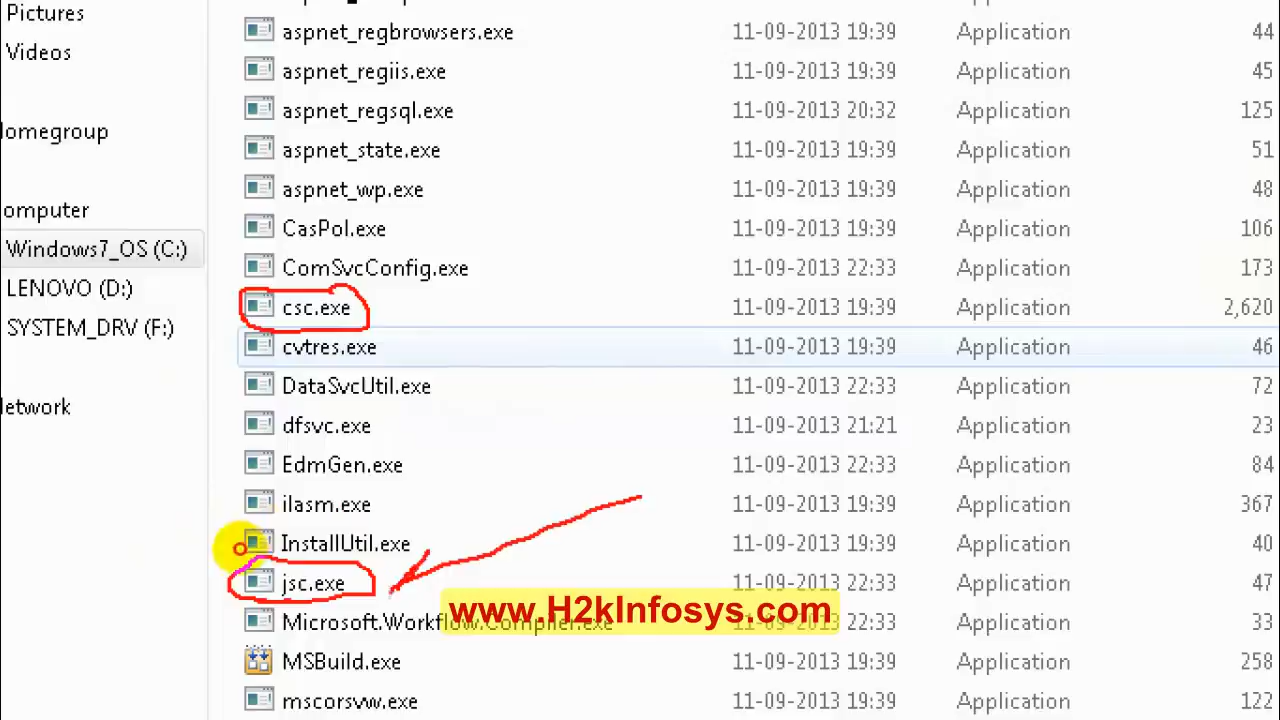 Pictures
Videos
Homegroup
omputer
Windows7_OS (C:)
LENOVO (D:)
SYSTEM_DRV (F:)
Network
aspnet_regbrowsers.exe 11-09-2013 19:39 Application 44
aspnet_regiis.exe 11-09-2013 19:39 Application 45
aspnet_regsql.exe 11-09-2013 20:32 Application 125
aspnet_state.exe 11-09-2013 19:39 Application 51
aspnet_wp.exe 11-09-2013 19:39 Application 48
CasPol.exe 11-09-2013 19:39 Application 106
ComSvcConfig.exe 11-09-2013 19:39 Application 173
csc.exe 11-09-2013 19:39 Application 2,620
cvtres.exe 11-09-2013 19:39 Application 46
DataSvcUtil.exe 11-09-2013 22:33 Application 72
dfsvc.exe 11-09-2013 21:21 Application 23
EdmGen.exe 11-09-2013 22:33 Application 84
ilasm.exe 11-09-2013 19:39 Application 367
InstallUtil.exe 11-09-2013 19:39 Application 40
jsc.exe 11-09-2013 22:33 Application 47
www.H2kInfosys.com
Microsoft.Workflow.Compiler.exe 11-09-2013 22:33 Application 33
MSBuild.exe 11-09-2013 19:39 Application 258
mscorsvw.exe 11-09-2013 19:39 Application 122